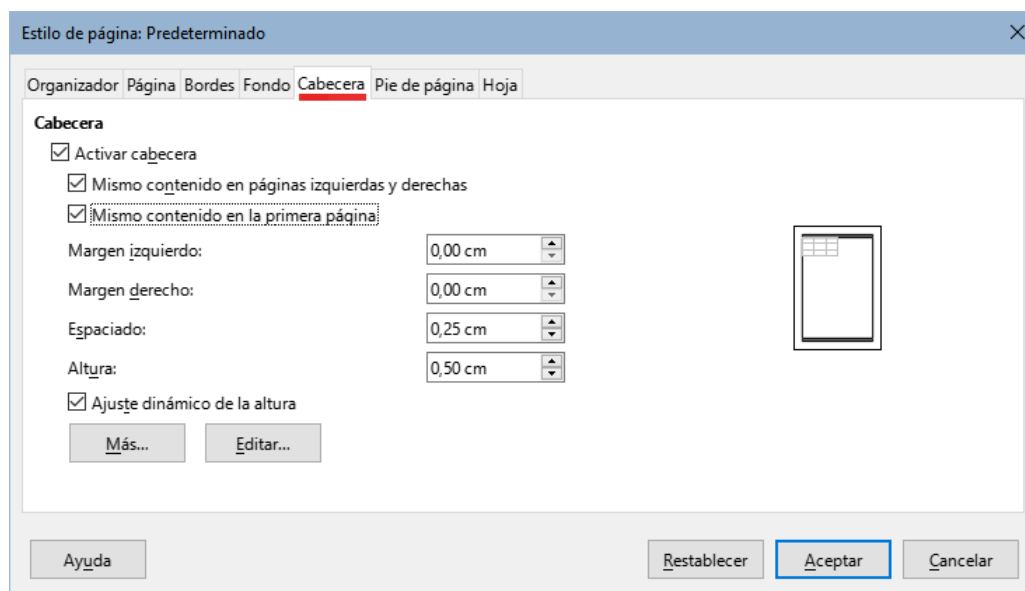 Estilo de página: Predeterminado
Organizador Página Bordes Fondo Cabecera Pie de página Hoja
Cabecera
Activar cabecera
Mismo contenido en páginas izquierdas y derechas
Mismo contenido en la primera página
Margen izquierdo: 0,00 cm
Margen derecho: 0,00 cm
Espaciado: 0,25 cm
Altura: 0,50 cm
Ajuste dinámico de la altura
Más... Editar...
Ayuda Restablecer Aceptar Cancelar